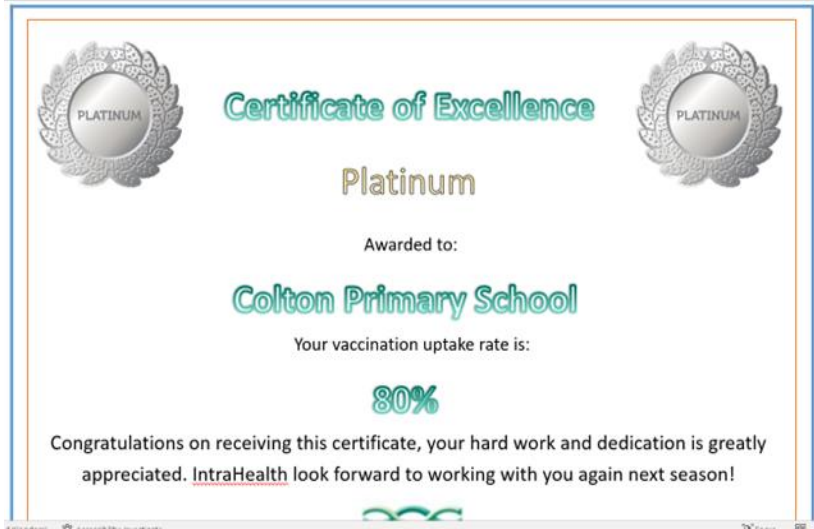 PLATINUM
PLATINUM
Certificate of Excellence
Platinum
Awarded to:
Colton Primary School
Your vaccination uptake rate is:
80%
Congratulations on receiving this certificate, your hard work and dedication is greatly
appreciated. IntraHealth look forward to working with you again next season!